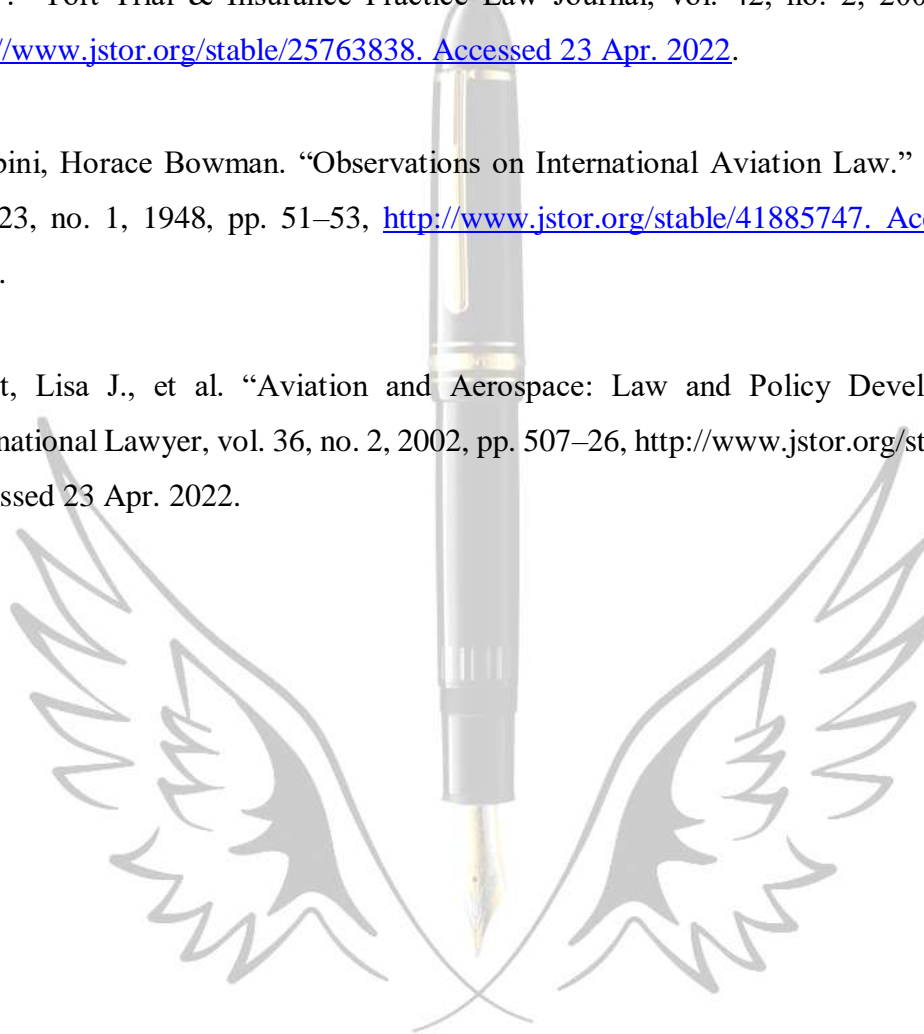 Tort Trial & Insurance Practice Law Journal, vol. 42, no. 2,
//www.jstor.org/stable/25763838. Accessed 23 Apr. 2022.
pini, Horace Bowman. “Observations on International Aviation Law.”
23, no. 1, 1948, pp. 51–53, http://www.jstor.org/stable/41885747. Ac
.
t, Lisa J., et al. “Aviation and Aerospace: Law and Policy Devel
national Lawyer, vol. 36, no. 2, 2002, pp. 507–26, http://www.jstor.org/st
ssed 23 Apr. 2022.